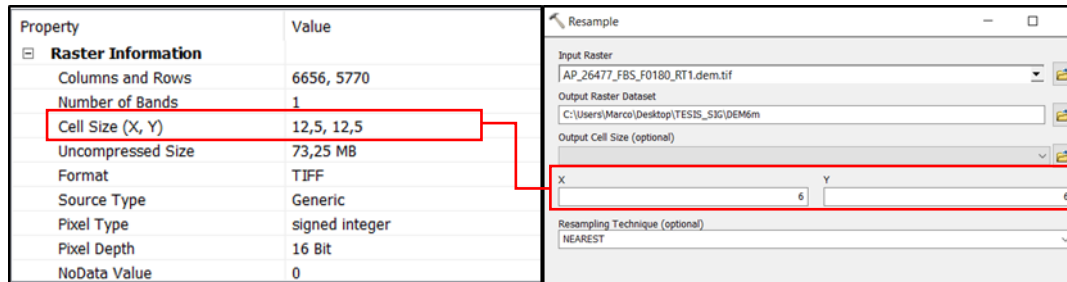 Property Value
Raster Information
Columns and Rows 6656, 5770
Number of Bands 1
Cell Size (X, Y) 12,5, 12,5
Uncompressed Size 73,25 MB
Format TIFF
Source Type Generic
Pixel Type signed integer
Pixel Depth 16 Bit
NoData Value 0
Resample
Input Raster
AP_26477_FBS_F0180_RT1.dem.tif
Output Raster Dataset
C:\Users\Marco\Desktop\TESIS_SIG\DEM6m
Output Cell Size (optional)
X Y
6 6
Resampling Technique (optional)
NEAREST